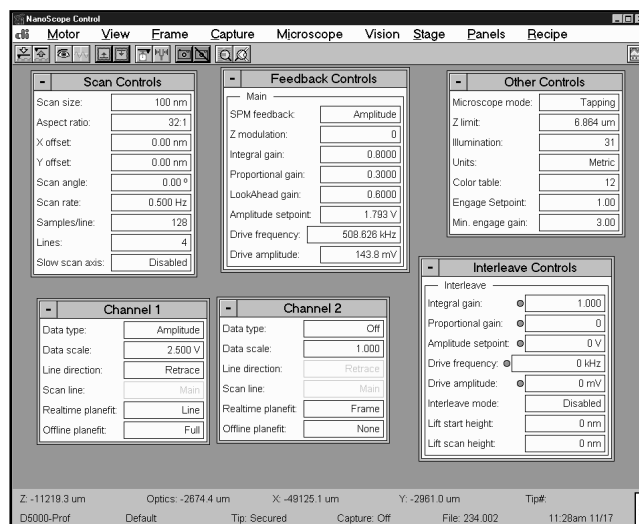 NanoScope Control
di Motor View Frame Capture Microscope Vision Stage Panels Recipe
Scan Controls
Scan size: 100 nm
Aspect ratio: 32:1
X offset: 0.00 nm
Y offset: 0.00 nm
Scan angle: 0.00 º
Scan rate: 0.500 Hz
Samples/line: 128
Lines: 4
Slow scan axis: Disabled
Feedback Controls
Main
SPM feedback: Amplitude
Z modulation: 0
Integral gain: 0.8000
Proportional gain: 0.3000
LookAhead gain: 0.6000
Amplitude setpoint: 1.793 V
Drive frequency: 508.626 kHz
Drive amplitude: 143.8 mV
Other Controls
Microscope mode: Tapping
Z limit: 6.864 um
Illumination: 31
Units: Metric
Color table: 12
Engage Setpoint: 1.00
Min. engage gain: 3.00
Channel 1
Data type: Amplitude
Data scale: 2.500 V
Line direction: Retrace
Scan line: Main
Realtime planefit: Line
Offline planefit: Full
Channel 2
Data type: Off
Data scale: 1.000
Line direction: Retrace
Scan line: Main
Realtime planefit: Frame
Offline planefit: None
Interleave Controls
Interleave
Integral gain: 1.000
Proportional gain: 0
Amplitude setpoint: 0 V
Drive frequency: 0 kHz
Drive amplitude: 0 mV
Interleave mode: Disabled
Lift start height: 0 nm
Lift scan height: 0 nm
Z: -11219.3 um Optics: -2674.4 um X: -49125.1 um Y: -2961.0 um Tip#:
D5000-Prof Default Tip: Secured Capture: Off File: 234.002 11:28am 11/17